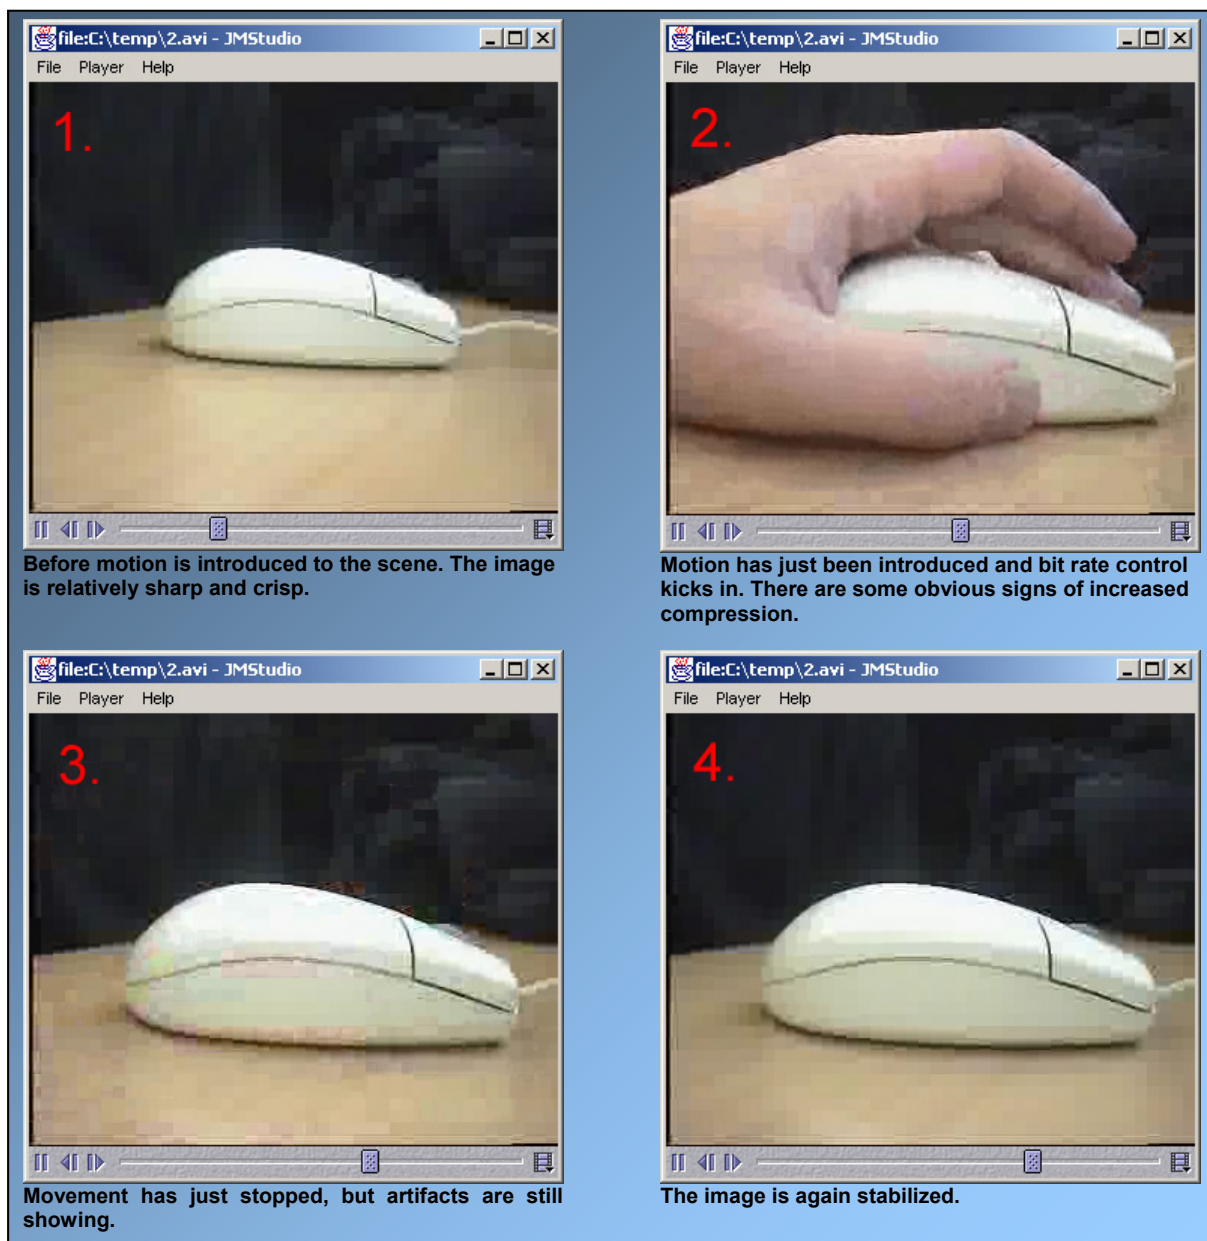 file:C:\temp\2.avi - JMStudio
File Player Help
1.
Before motion is introduced to the scene. The image
is relatively sharp and crisp.
file:C:\temp\2.avi - JMStudio
File Player Help
2.
Motion has just been introduced and bit rate control
kicks in. There are some obvious signs of increased
compression.
file:C:\temp\2.avi - JMStudio
File Player Help
3.
Movement has just stopped, but artifacts are still
showing.
file:C:\temp\2.avi - JMStudio
File Player Help
4.
The image is again stabilized.